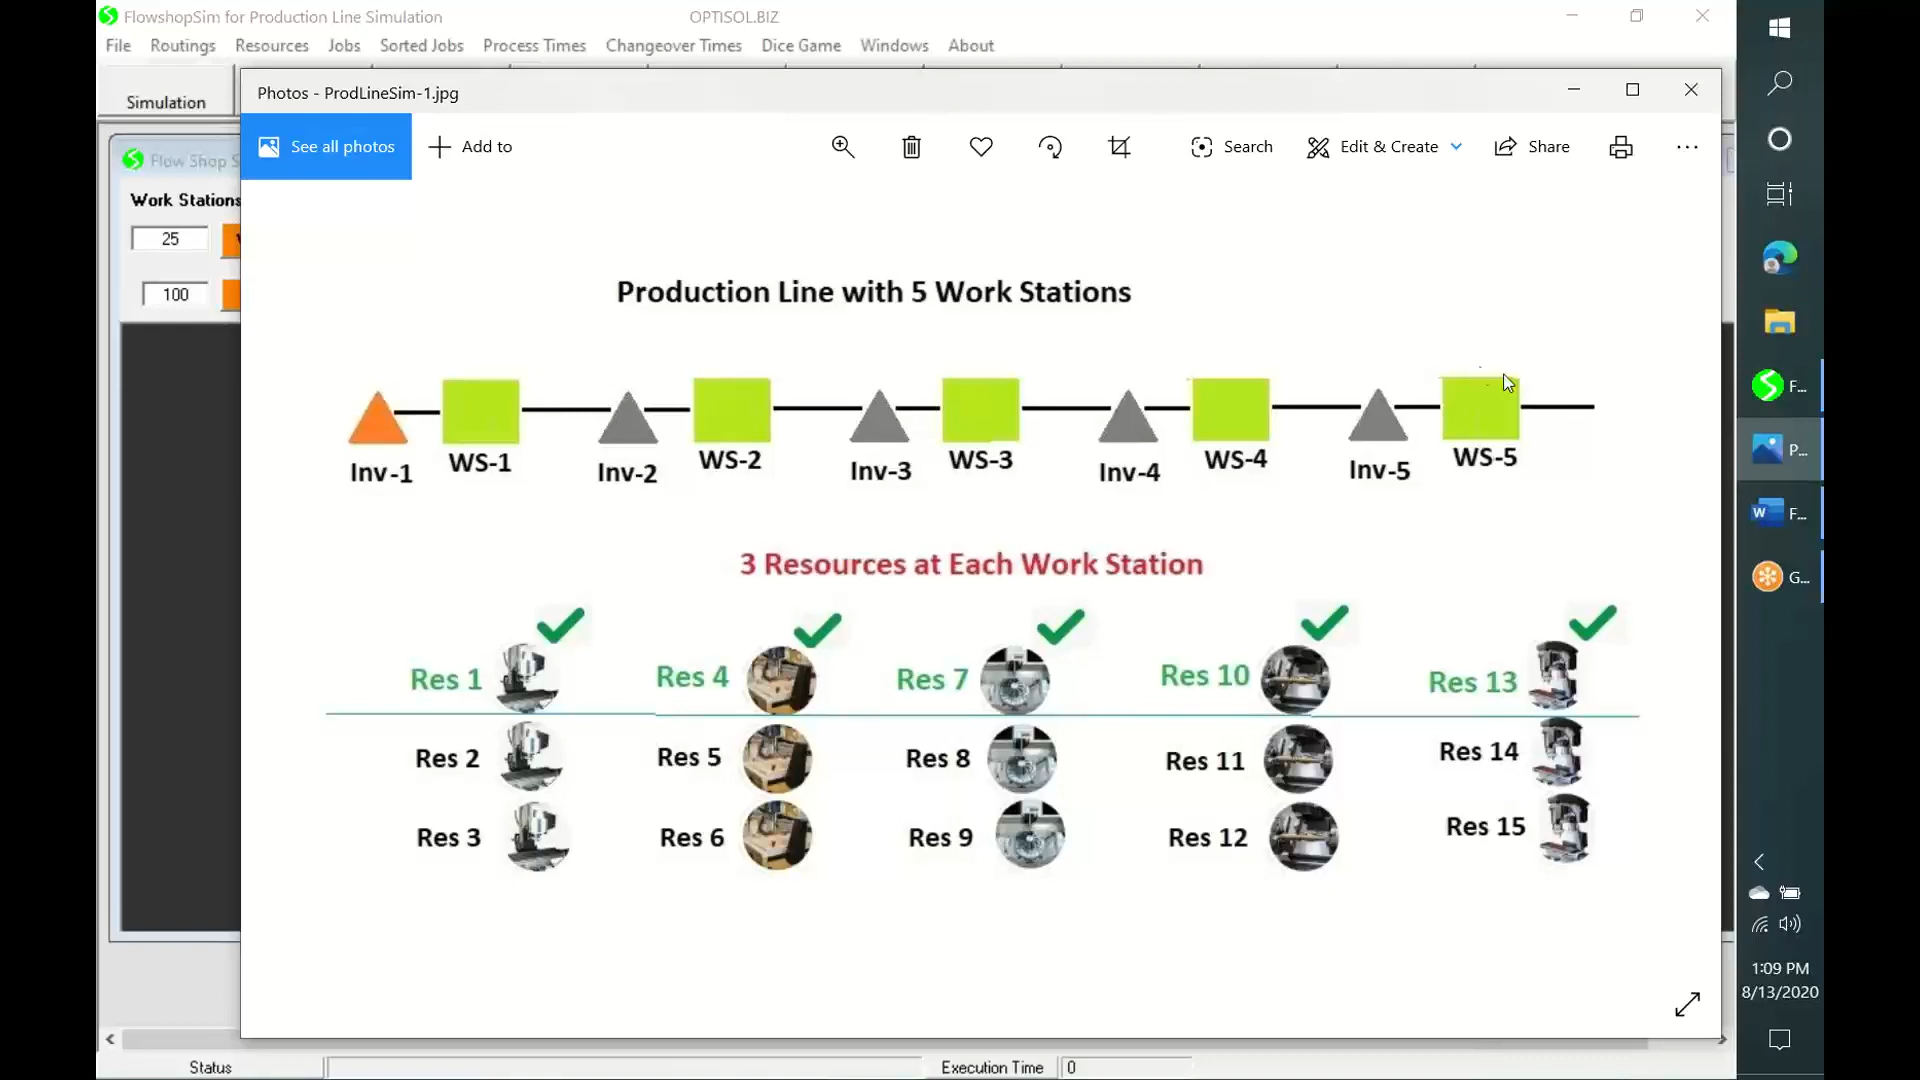 FlowshopSim for Production Line Simulation OPTISOL.BIZ
File Routings Resources Jobs Sorted Jobs Process Times Changeover Times Dice Game Windows About
Simulation
Photos - ProdLineSim-1.jpg
See all photos Add to Search Edit & Create Share
Flow Shop S
Work Stations
25
100
Production Line with 5 Work Stations
Inv-1 WS-1 Inv-2 WS-2 Inv-3 WS-3 Inv-4 WS-4 Inv-5 WS-5
3 Resources at Each Work Station
Res 1 Res 4 Res 7 Res 10 Res 13
Res 2 Res 5 Res 8 Res 11 Res 14
Res 3 Res 6 Res 9 Res 12 Res 15
F...
P...
F...
G...
1:09 PM
8/13/2020
Status Execution Time 0